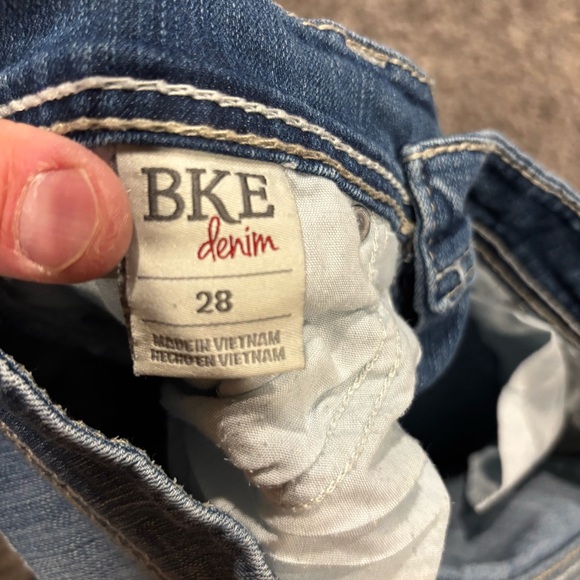 BKE
denim
28
MADE IN VIETNAM
HECHO EN VIETNAM